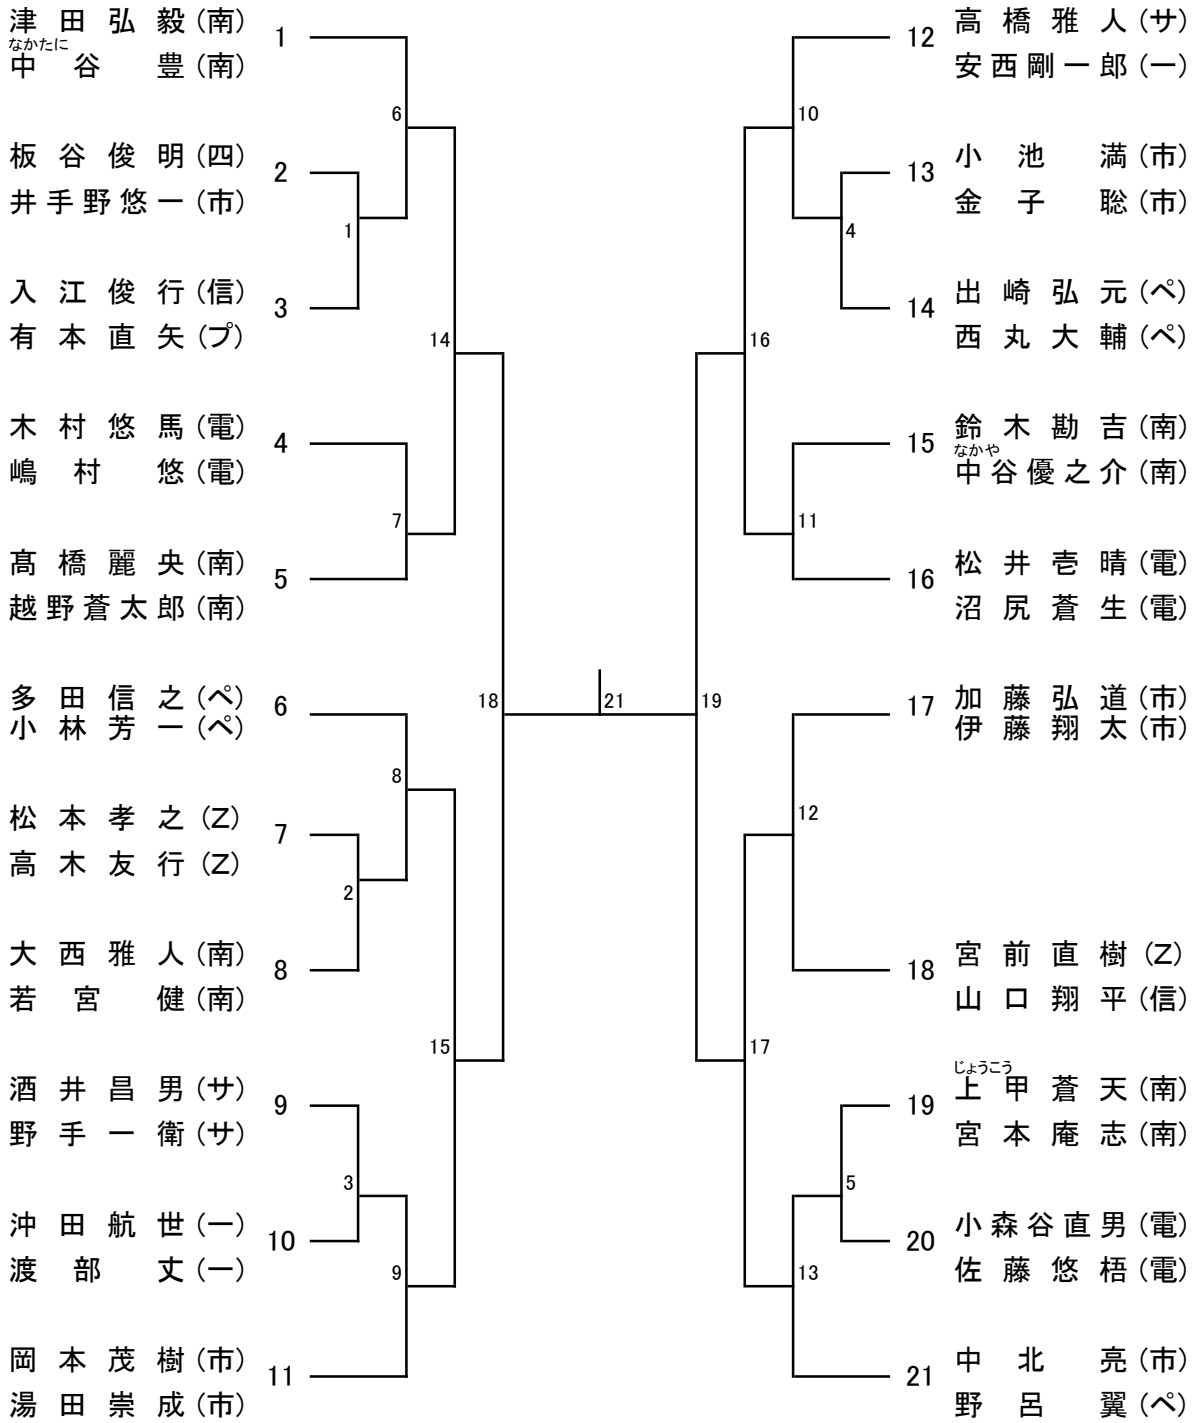 津田弘毅(南)
なかたに
中谷豊(南)
1
板谷俊明(四)
井手野悠一(市)
2
入江俊行(信)
有本直矢(プ)
3
木村悠馬(電)
嶋村悠(電)
4
髙橋麗央(南)
越野蒼太郎(南)
5
多田信之(ペ)
小林芳一(ペ)
6
松本孝之(Z)
高木友行(Z)
7
大西雅人(南)
若宮健(南)
8
酒井昌男(サ)
野手一衛(サ)
9
沖田航世(一)
渡部丈(一)
10
岡本茂樹(市)
湯田崇成(市)
11
6
1
14
7
18
8
2
15
3
9
21
10
4
16
11
19
12
17
5
13
12
高橋雅人(サ)
安西剛一郎(一)
13
小池満(市)
金子聡(市)
14
出崎弘元(ペ)
西丸大輔(ペ)
15
鈴木勘吉(南)
なかや
中谷優之介(南)
16
松井壱晴(電)
沼尻蒼生(電)
17
加藤弘道(市)
伊藤翔太(市)
18
宮前直樹(Z)
山口翔平(信)
19
じょうこう
上甲蒼天(南)
宮本庵志(南)
20
小森谷直男(電)
佐藤悠梧(電)
21
中北亮(市)
野呂翼(ペ)